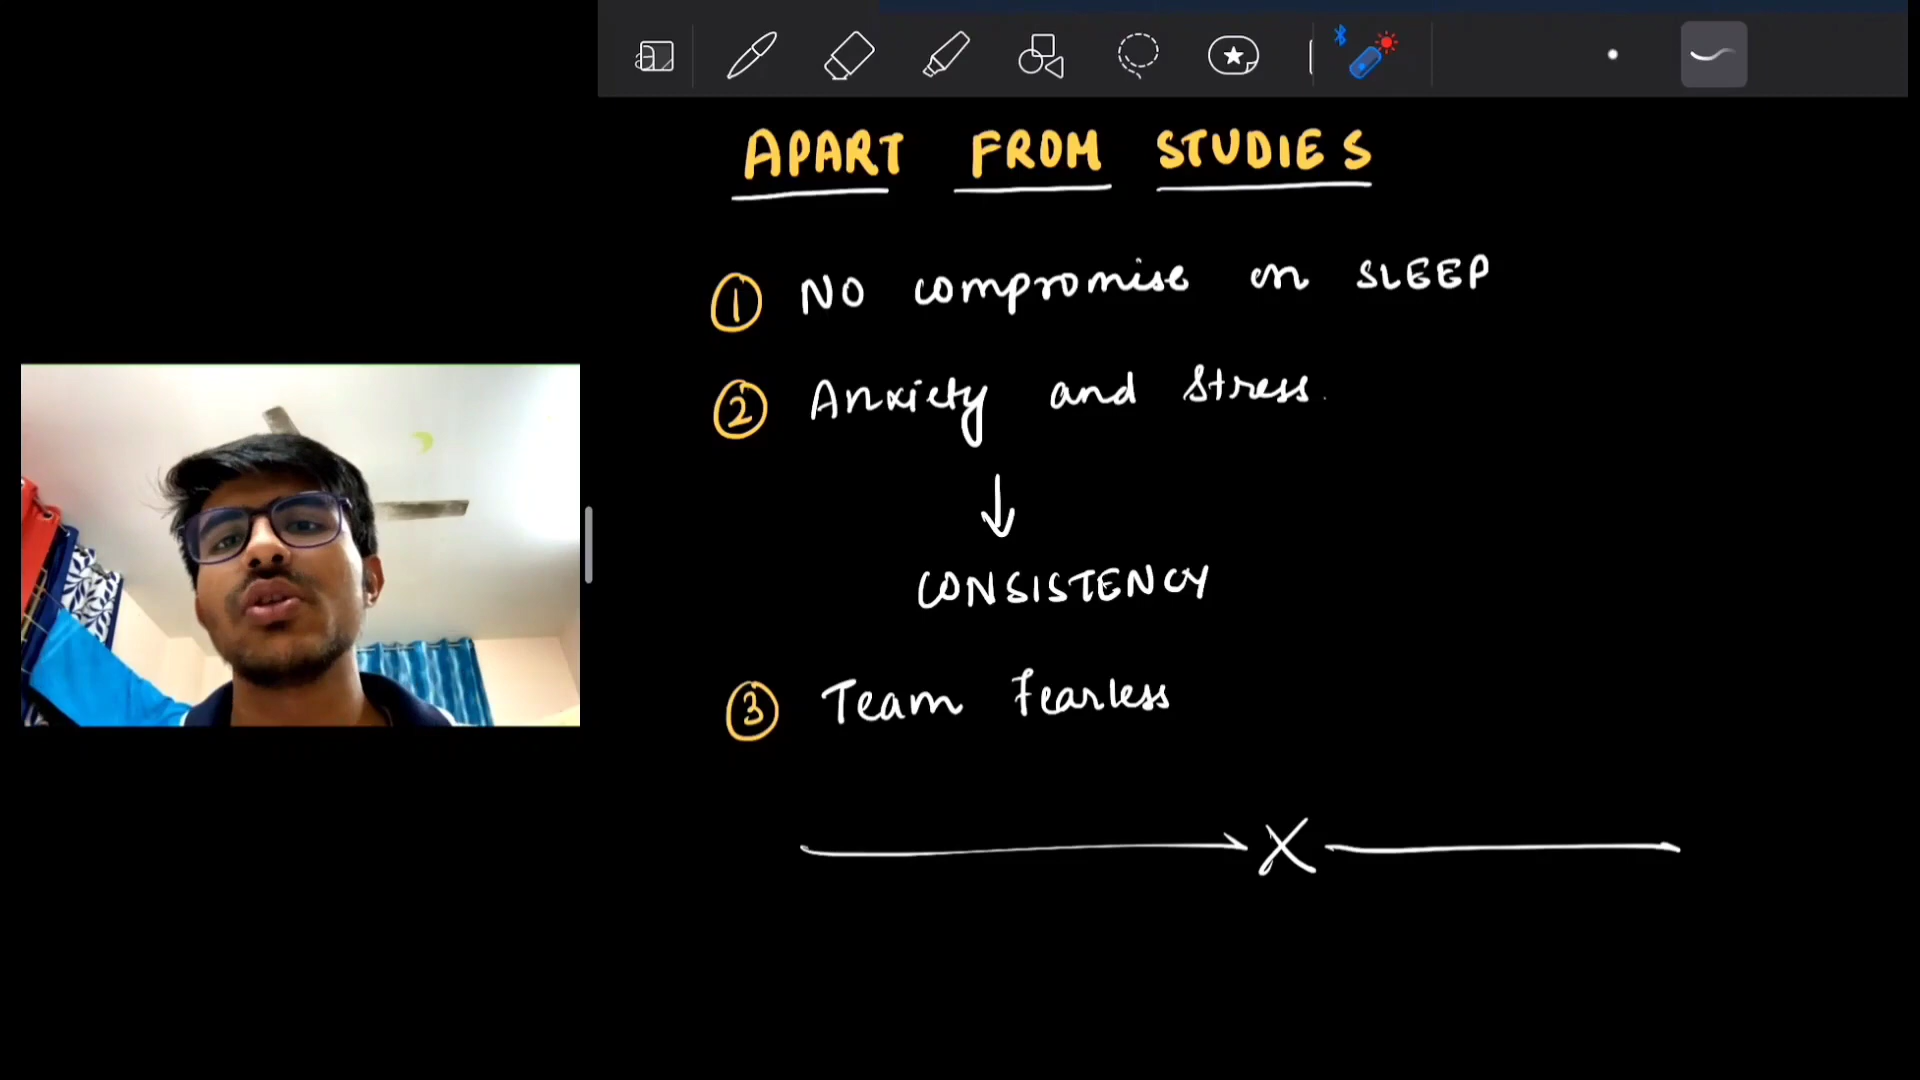 APART FROM STUDIES
1 NO compromise on SLEEP
2 Anxiety and Stress.
↓
CONSISTENCY
3 Team Fearless
X